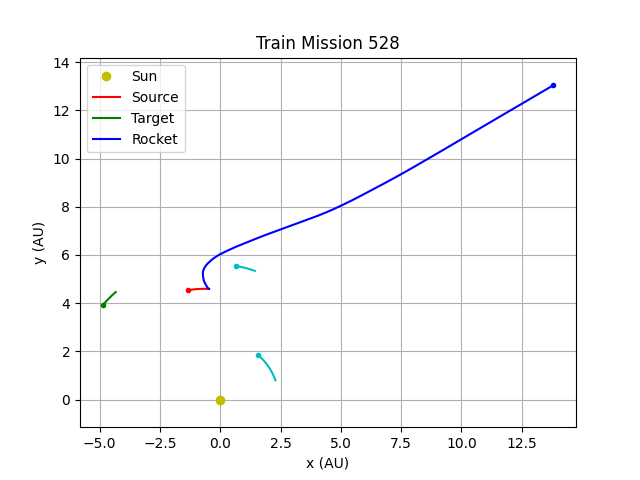 Train Mission 528
Sun
Source
Target
Rocket
14
12
10
8
6
4
2
0
−5.0 −2.5 0.0 2.5 5.0 7.5 10.0 12.5
x (AU)
y (AU)